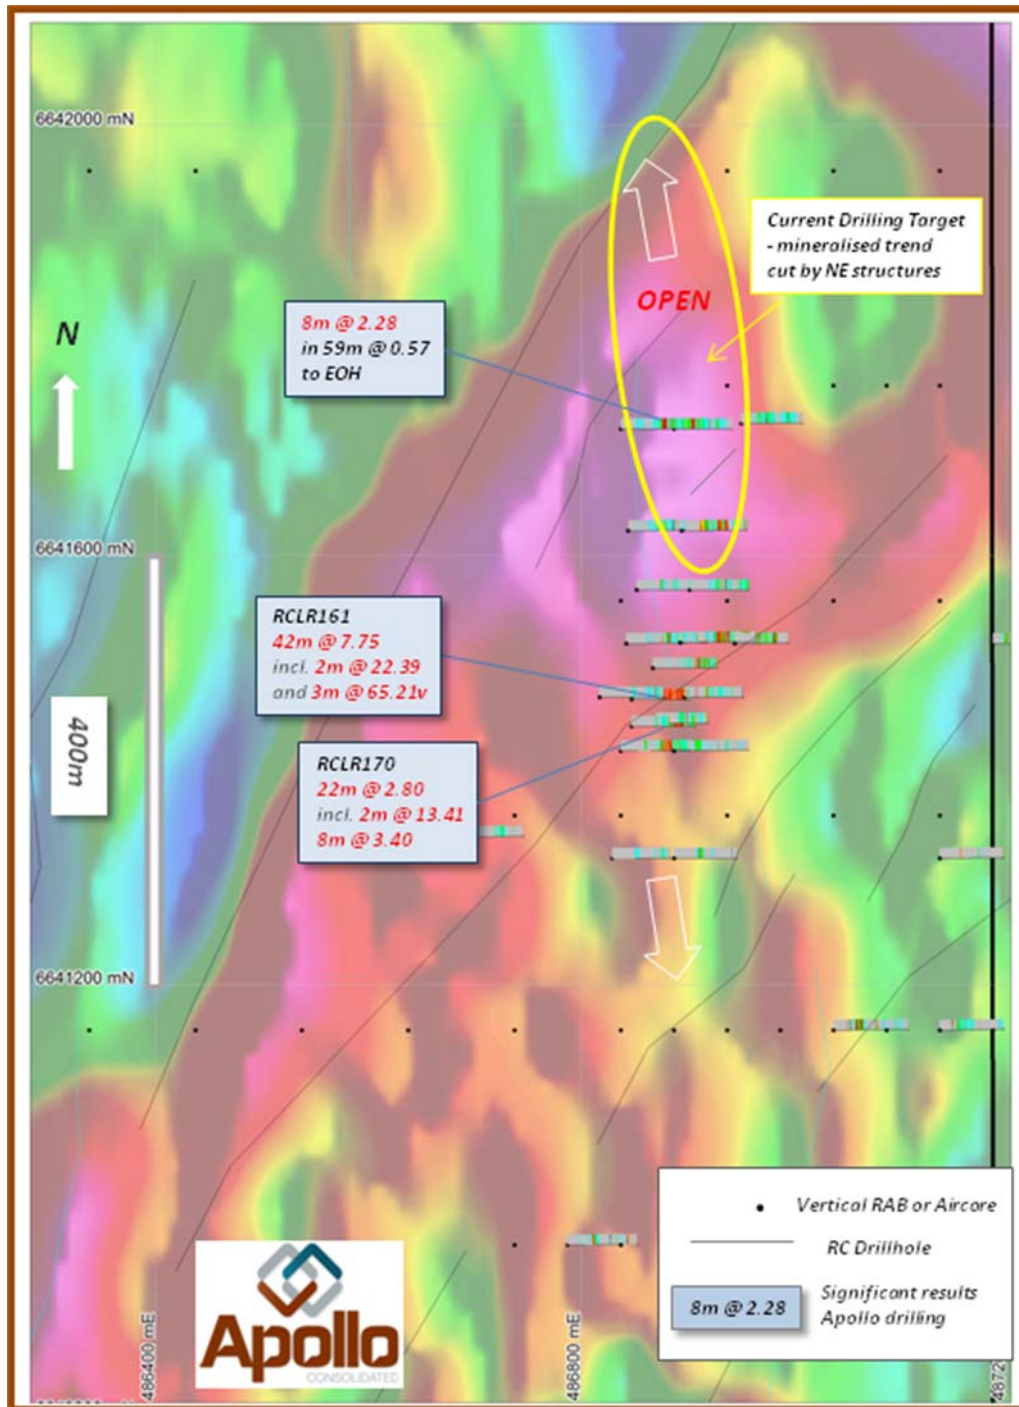 6642000 mN
Current Drilling Target
- mineralised trend
cut by NE structures
OPEN
N
8m @ 2.28
in 59m @ 0.57
to EOH
6641600 mN
RCLR161
42m @ 7.75
incl. 2m @ 22.39
and 3m @ 65.21v
400m
RCLR170
22m @ 2.80
incl. 2m @ 13.41
8m @ 3.40
6641200 mN
Vertical RAB or Aircore
RC Drillhole
8m @ 2.28
Significant results
Apollo drilling
Apollo
CONSOLIDATED
486400 mE
486800 mE